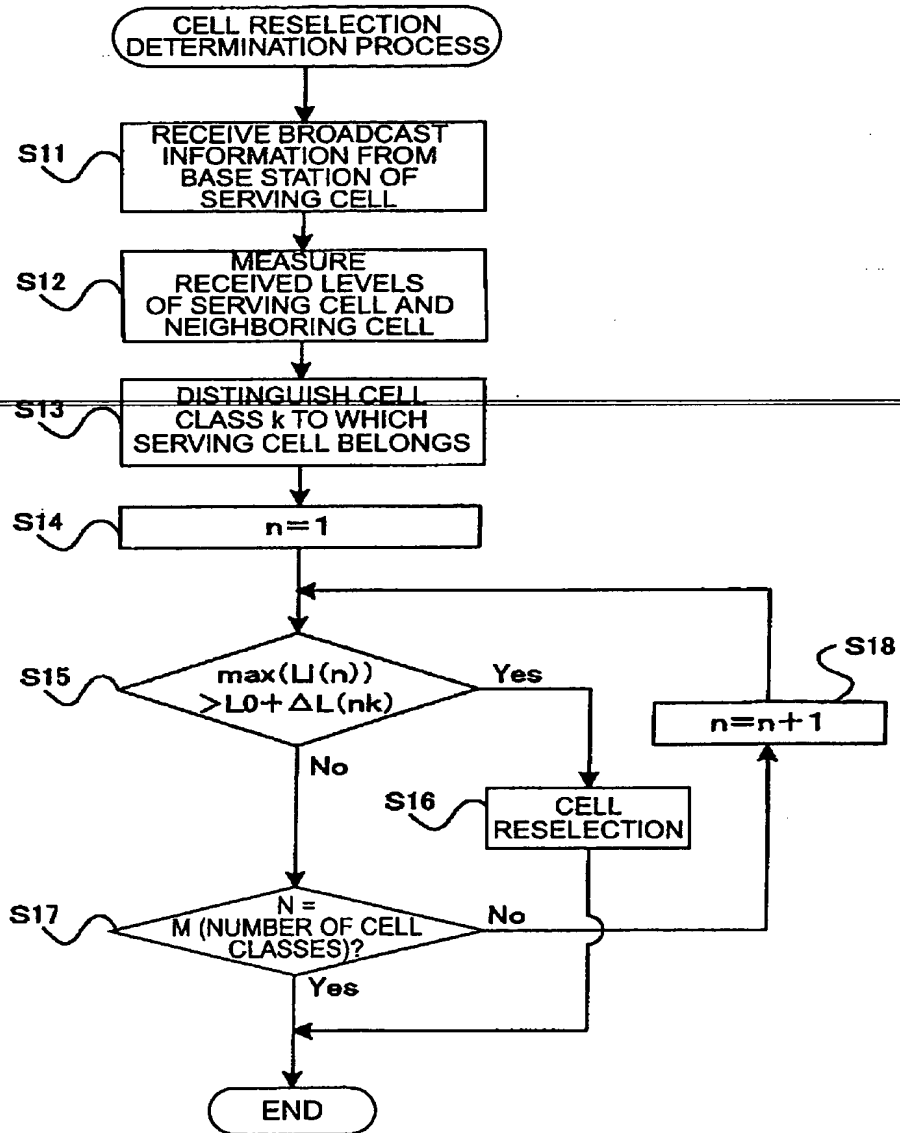 CELL RESELECTION
DETERMINATION PROCESS
S11
RECEIVE BROADCAST
INFORMATION FROM
BASE STATION OF
SERVING CELL
S12
MEASURE
RECEIVED LEVELS
OF SERVING CELL AND
NEIGHBORING CELL
S13
DISTINGUISH CELL
CLASS k TO WHICH
SERVING CELL BELONGS
S14
n=1
S15
max(Li(n))
>L0+ΔL(nk)
Yes
No
S18
n=n+1
S16
CELL
RESELECTION
S17
N =
M (NUMBER OF CELL
CLASSES)?
No
Yes
END